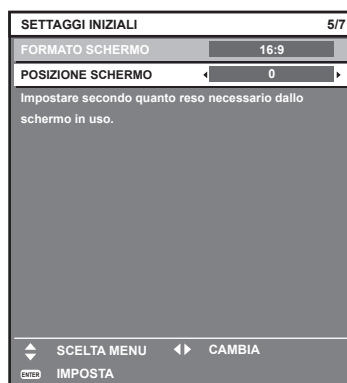 SETTAGGI INIZIALI 5/7
FORMATO SCHERMO 16:9
POSIZIONE SCHERMO 0
Impostare secondo quanto reso necessario dallo
schermo in uso.
SCELTA MENU CAMBIA
ENTER IMPOSTA